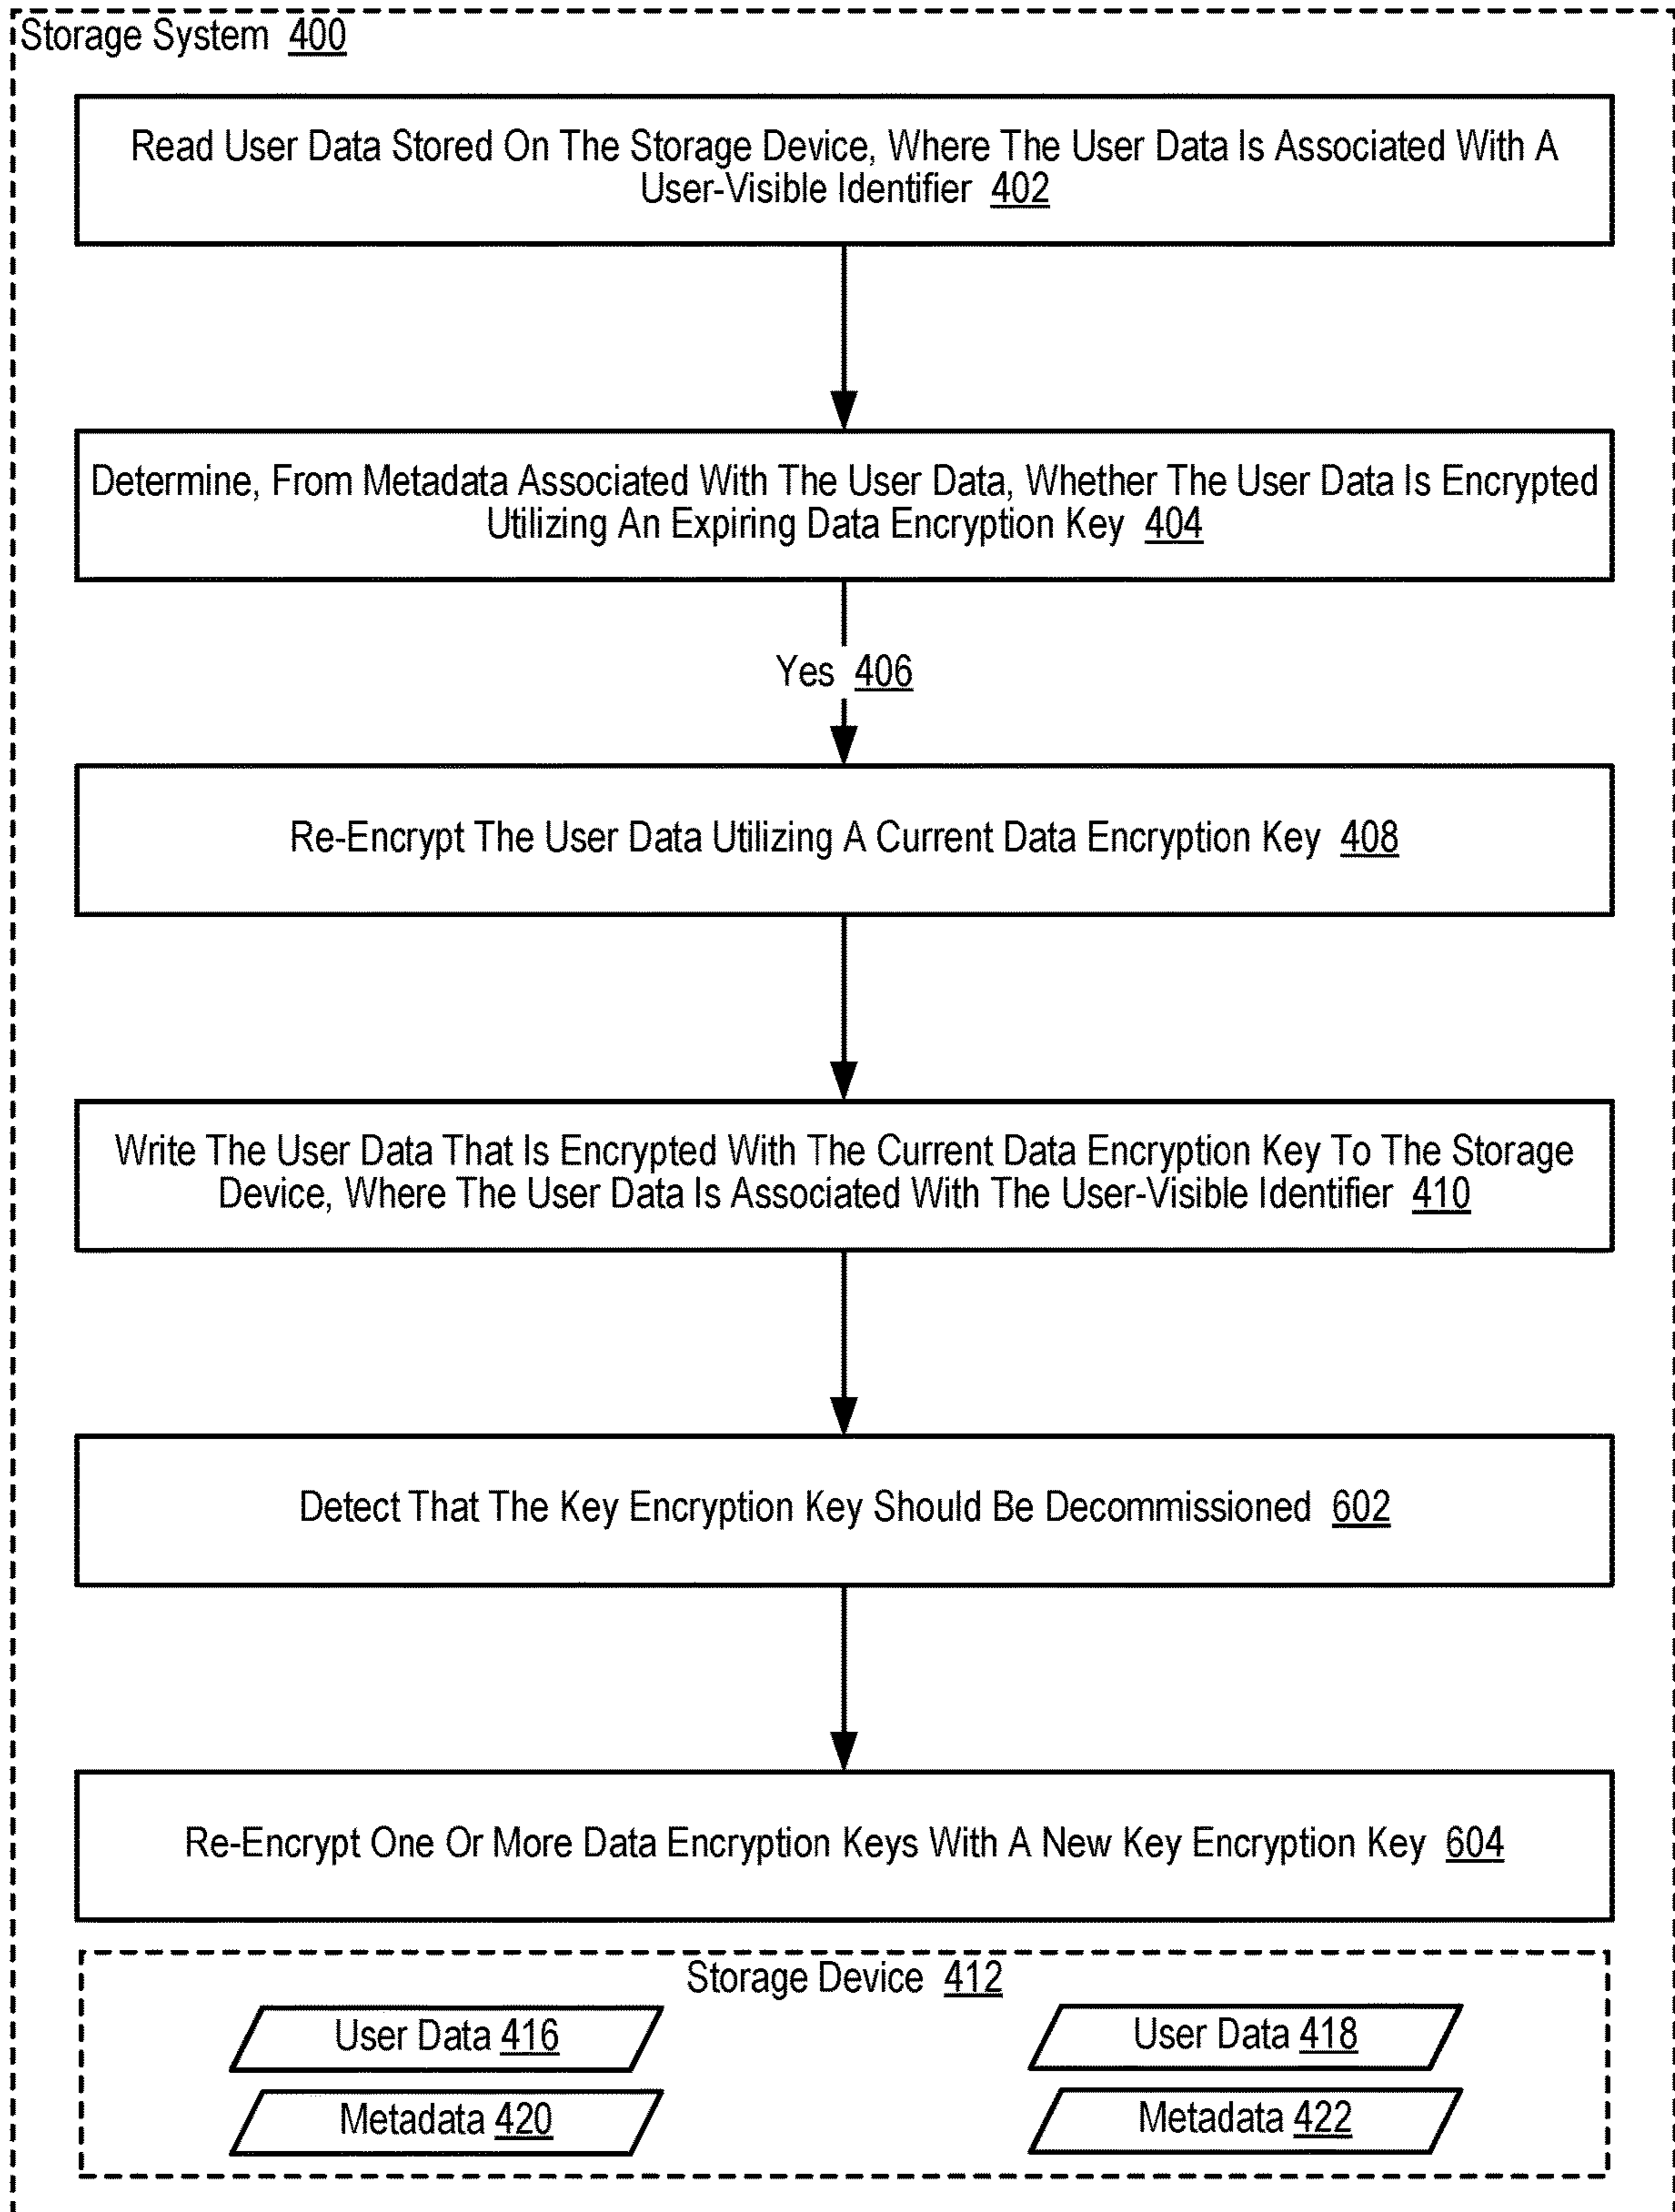 Storage System 400
Read User Data Stored On The Storage Device, Where The User Data Is Associated With A
User-Visible Identifier 402
Determine, From Metadata Associated With The User Data, Whether The User Data Is Encrypted
Utilizing An Expiring Data Encryption Key 404
Yes 406
Re-Encrypt The User Data Utilizing A Current Data Encryption Key 408
Write The User Data That Is Encrypted With The Current Data Encryption Key To The Storage
Device, Where The User Data Is Associated With The User-Visible Identifier 410
Detect That The Key Encryption Key Should Be Decommissioned 602
Re-Encrypt One Or More Data Encryption Keys With A New Key Encryption Key 604
Storage Device 412
User Data 416
User Data 418
Metadata 420
Metadata 422